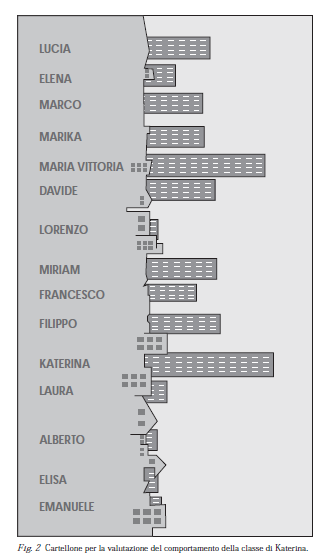 LUCIA
ELENA
MARCO
MARIKA
MARIA VITTORIA
DAVIDE
LORENZO
MIRIAM
FRANCESCO
FILIPPO
KATERINA
LAURA
ALBERTO
ELISA
EMANUELE
Fig. 2 Cartellone per la valutazione del comportamento della classe di Katerina.